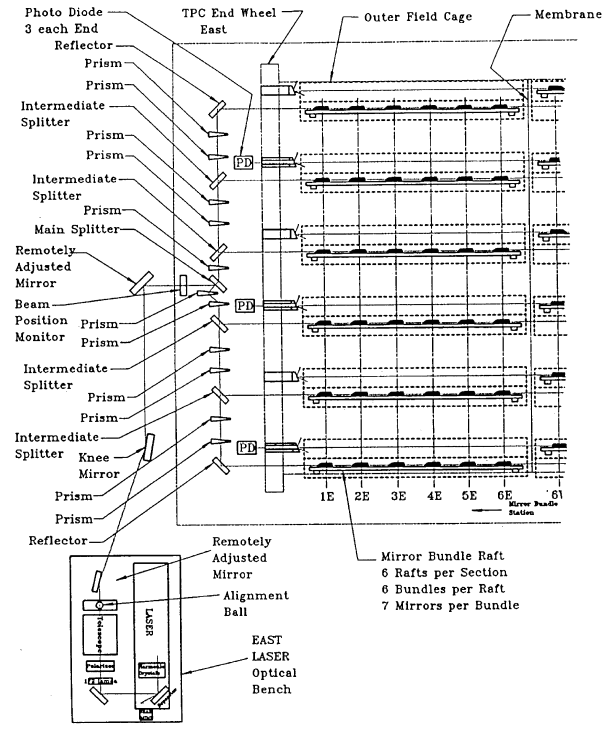 Photo Diode
3 each End
TPC End Wheel
East
Outer Field Cage
Membrane
Reflector
Prism
Prism
Intermediate
Splitter
Prism
Prism
PD
Intermediate
Splitter
Prism
Main Splitter
Remotely
Adjusted
Mirror
Beam
Position
Monitor
Prism
Prism
PD
Intermediate
Splitter
Prism
Prism
Intermediate
Splitter
PD
Knee
Mirror
Prism
Prism
Reflector
1E 2E 3E 4E 5E 6E
Mirror Bundle
Station
Mirror Bundle Raft
6 Rafts per Section
6 Bundles per Raft
7 Mirrors per Bundle
Remotely
Adjusted
Mirror
Alignment
Ball
Telescope
LASER
Polarizer
Harmonic
Crystals
EAST
LASER
Optical
Bench